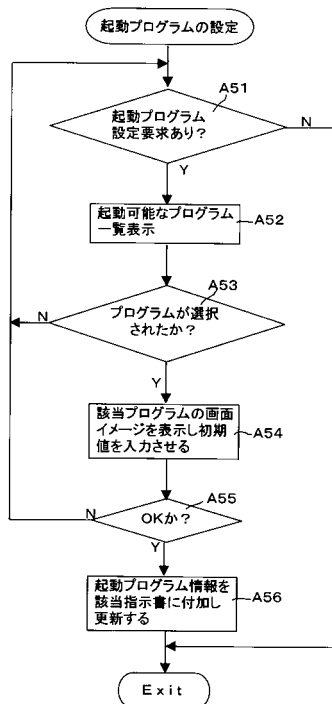 起動プログラムの設定
A51
起動プログラム
設定要求あり？
N
Y
起動可能なプログラム
一覧表示
A52
A53
プログラムが選択
されたか？
N
Y
該当プログラムの画面
イメージを表示し初期
値を入力させる
A54
A55
OKか？
N
Y
起動プログラム情報を
該当指示書に付加し
更新する
A56
Exit